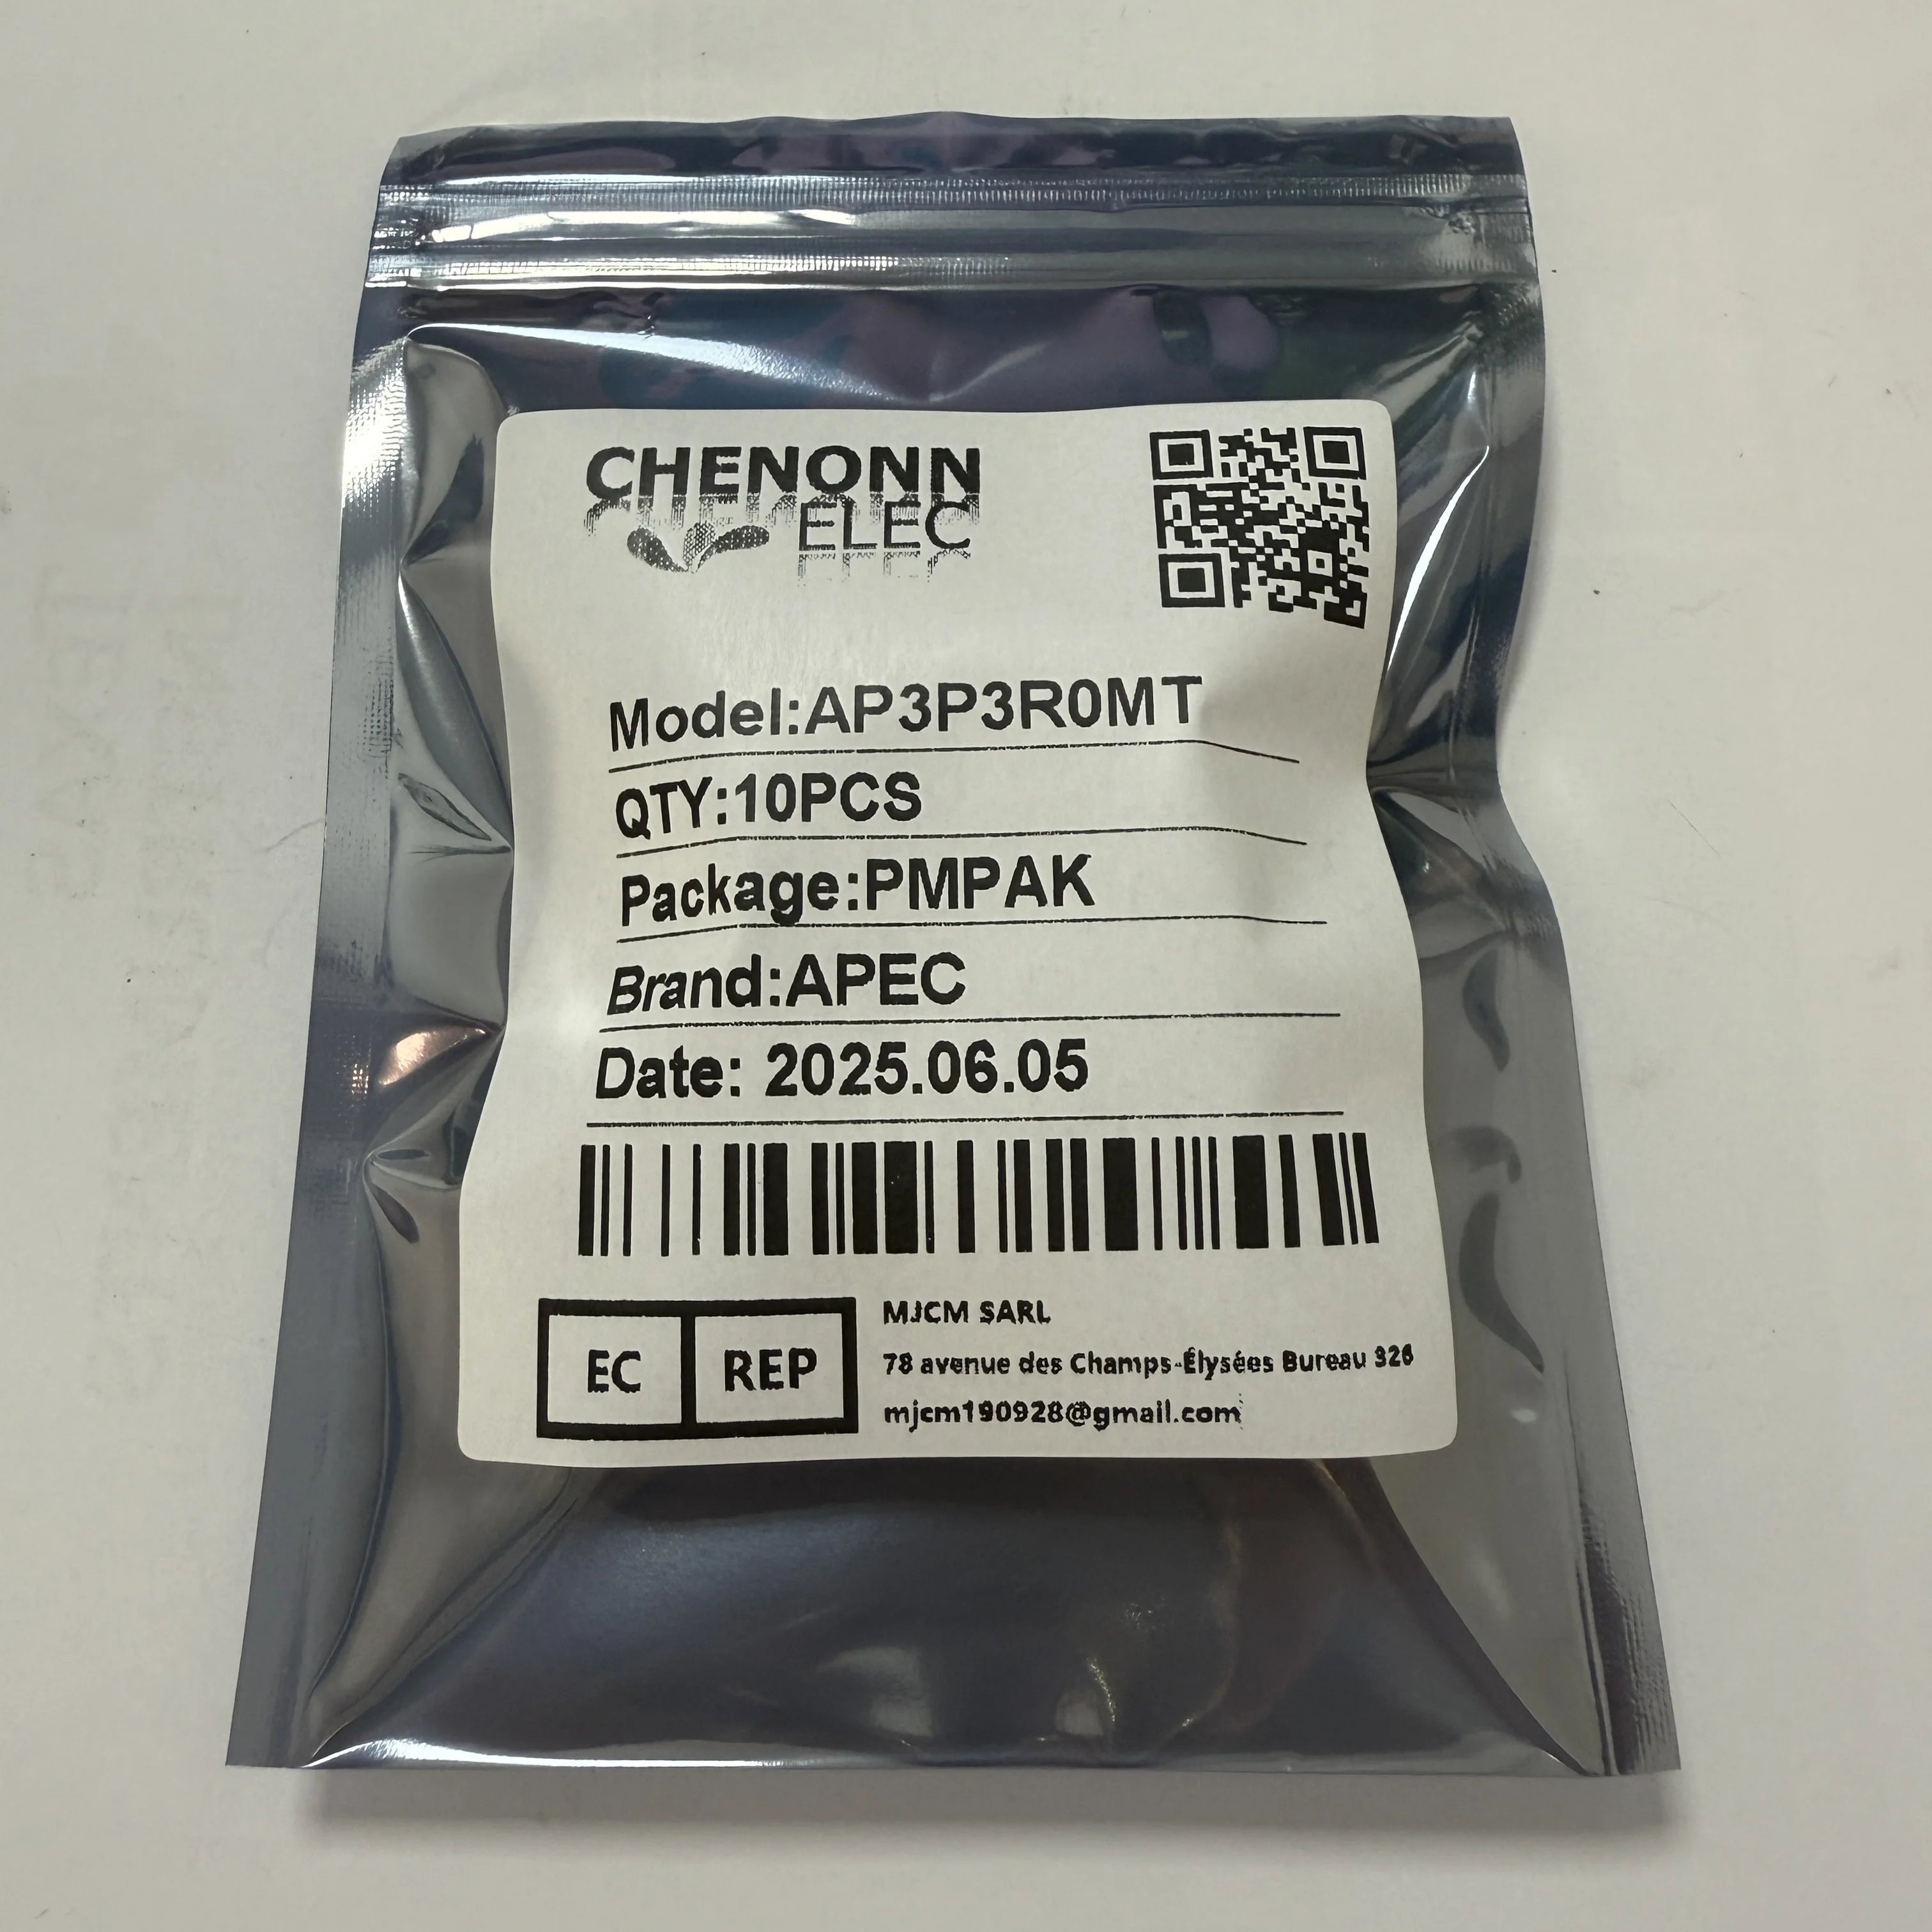 CHENONN
ELEC
Model:AP3P3R0MT
QTY:10PCS
Package:PMPAK
Brand:APEC
Date: 2025.06.05
EC REP
MJCM SARL
78 avenue des Champs-Élysées Bureau 326
mjcm190928@gmail.com